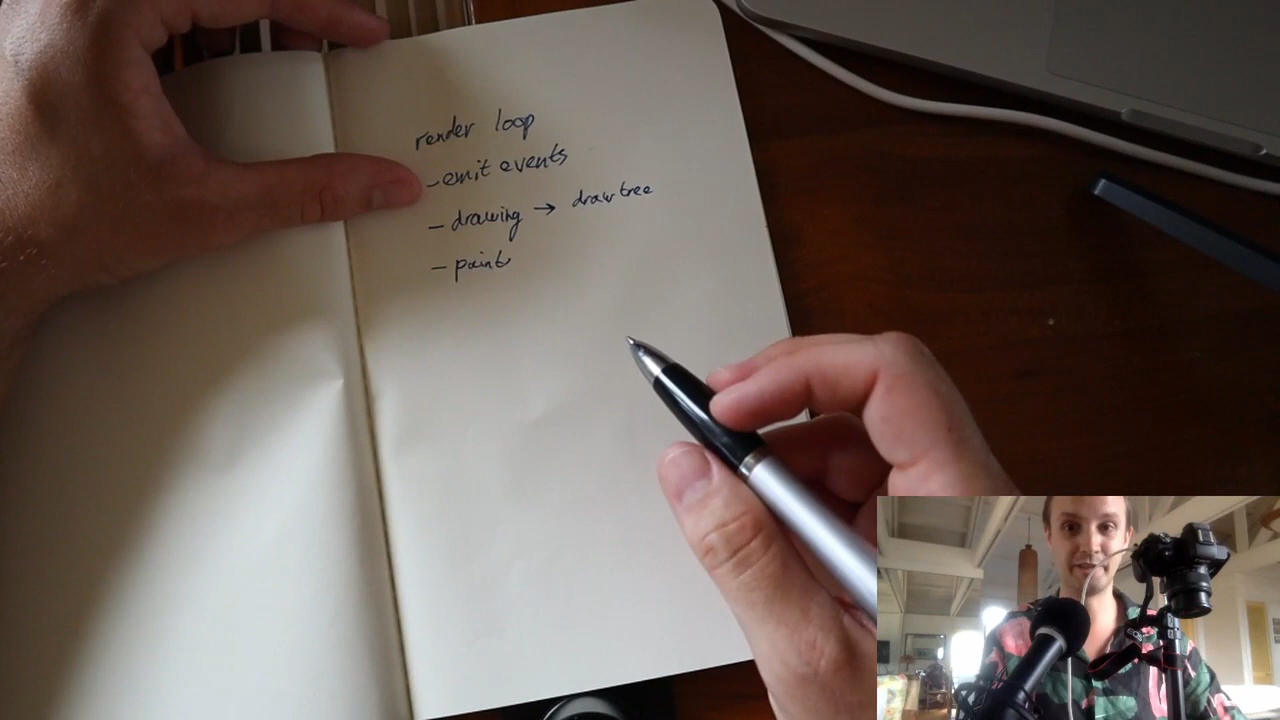 render loop
- emit events
- drawing → draw tree
- paint